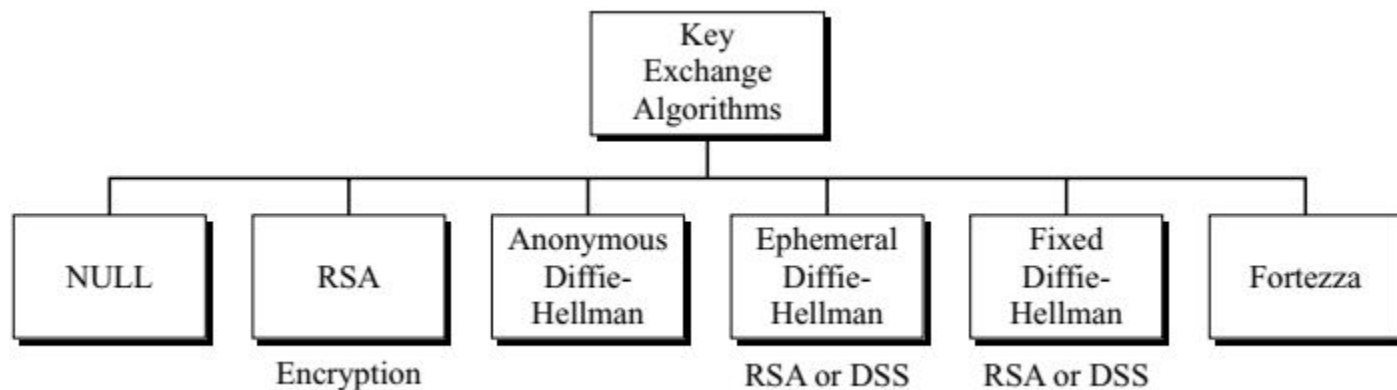 Key
Exchange
Algorithms
NULL
RSA
Anonymous
Diffie-
Hellman
Ephemeral
Diffie-
Hellman
Fixed
Diffie-
Hellman
Fortezza
Encryption
RSA or DSS
RSA or DSS